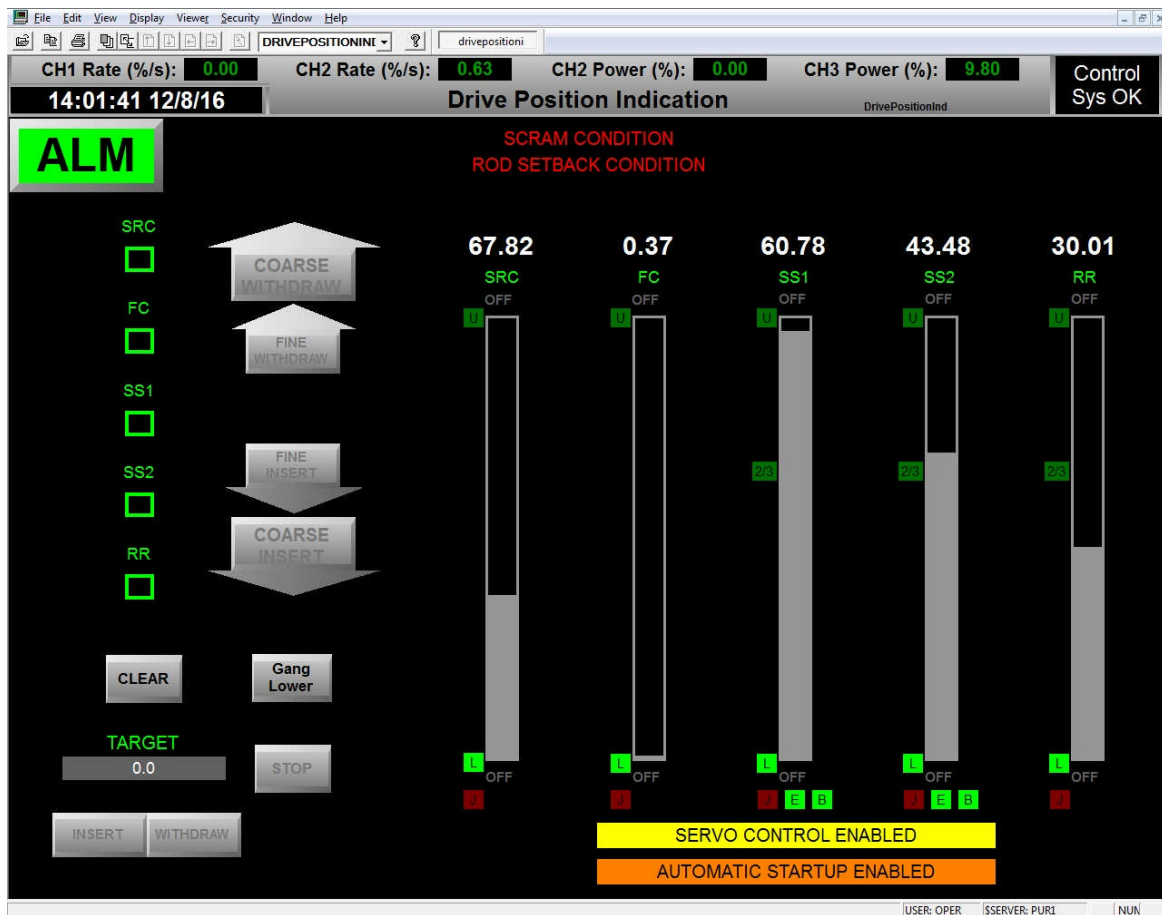 File Edit View Display Viewer Security Window Help
DRIVEPOSITIONINI drivepositioni
CH1 Rate (%/s): 0.00 CH2 Rate (%/s): 0.63 CH2 Power (%): 0.00 CH3 Power (%): 9.80 Control
14:01:41 12/8/16 Drive Position Indication DrivePositionInd Sys OK
ALM
SCRAM CONDITION
ROD SETBACK CONDITION
SRC
67.82 0.37 60.78 43.48 30.01
COARSE
WITHDRAW
SRC FC SS1 SS2 RR
OFF OFF OFF OFF OFF
FC
U U U U U
FINE
WITHDRAW
SS1
FINE
INSERT
SS2
2/3 2/3 2/3
COARSE
INSERT
RR
CLEAR
Gang
Lower
TARGET
0.0
STOP
L L L L L
OFF OFF OFF OFF OFF
J J J E B J E B J
INSERT WITHDRAW
SERVO CONTROL ENABLED
AUTOMATIC STARTUP ENABLED
USER: OPER $SERVER: PUR1 NUM